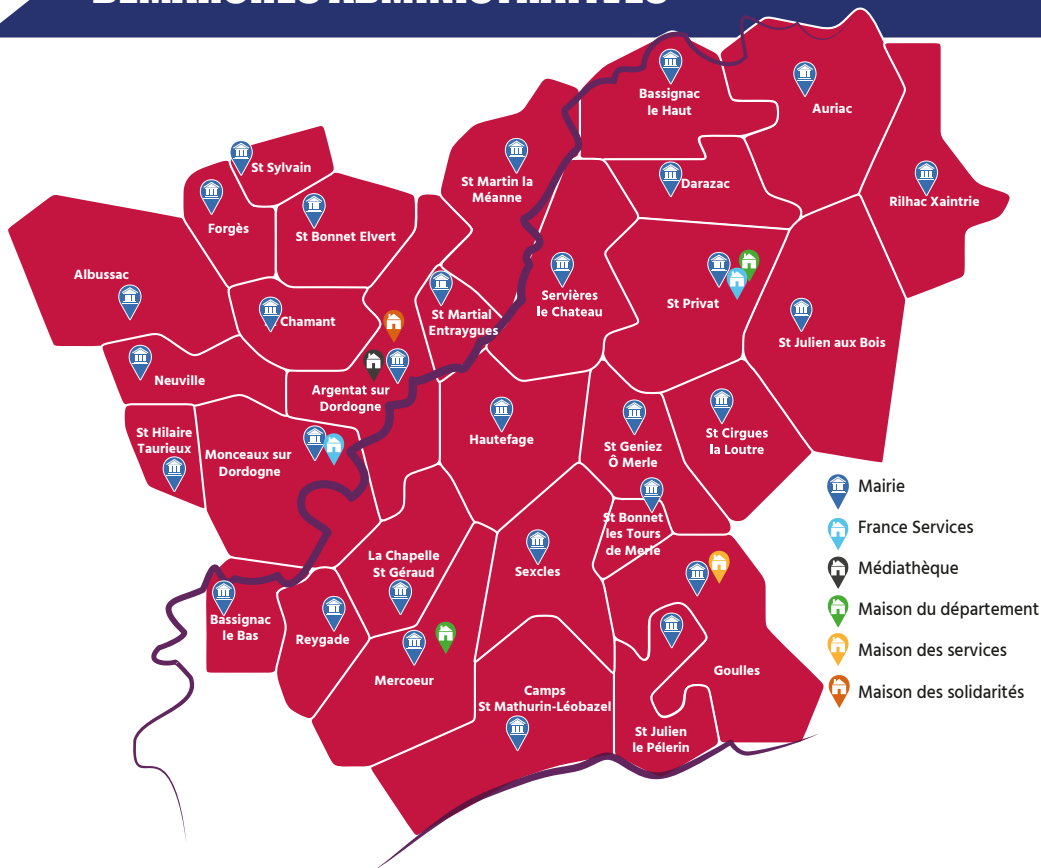 DÉMARCHES ADMINISTRATIVES
Bassignac
le Haut
Auriac
St Sylvain
St Martin la
Méanne
Darazac
Rilhac Xaintrie
Forgès
St Bonnet Elvert
Albussac
Servières
le Chateau
St Privat
St Chamant
St Martial
Entraygues
St Julien aux Bois
Neuville
Argentat sur
Dordogne
St Hilaire
Taurieux
Monceaux sur
Dordogne
Hautefage
St Geniez
Ô Merle
St Cirgues
la Loutre
St Bonnet
les Tours
de Merle
La Chapelle
St Géraud
Sexcles
Bassignac
le Bas
Reygade
Mercoeur
Goulles
Camps
St Mathurin-Léobazel
St Julien
le Pélerin
Mairie
France Services
Médiathèque
Maison du département
Maison des services
Maison des solidarités